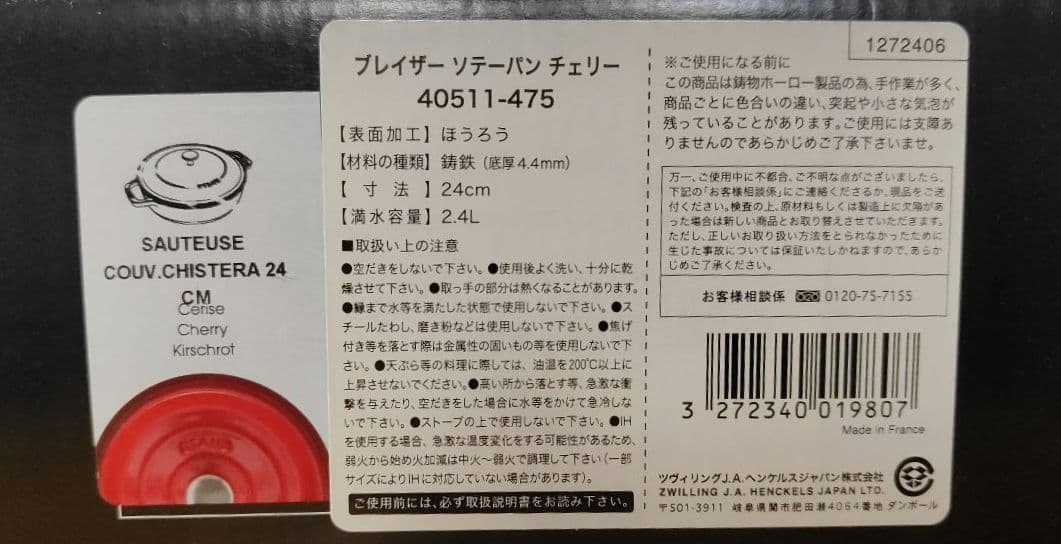 SAUTEUSE
COUV.CHISTERA 24
CM
Cerise
Cherry
Kirschrot
ブレイザー ソテーパン チェリー
40511-475
【表面加工】ほうろう
【材料の種類】鋳鉄(底厚4.4mm)
【寸法】24cm
【満水容量】2.4L
■取扱い上の注意
●空だきをしないで下さい。●使用後よく洗い、十分に乾
燥させて下さい。●取っ手の部分は熱くなることがあります。
●縁まで水等を満たした状態で使用しないで下さい。●ス
チールたわし、磨き粉などは使用しないで下さい。●焦げ
付き等を落とす際は金属性の固いもの等を使用しないで下
さい。●天ぷら等の料理に際しては、油温を200℃以上に
上昇させないでください。●高い所から落とす等、急激な衝
撃を与えたり、空だきをした場合に水等をかけて急冷しな
いで下さい。●ストーブの上で使用しないで下さい。●IH
を使用する場合、急激な温度変化をする可能性があるため、
弱火から始め火加減は中火～弱火で調理して下さい(一部
サイズによりIHに対応していない場合があります)。
ご使用前には、必ず取扱説明書をお読み下さい。
1272406
※ご使用になる前に
この商品は鋳物ホーロー製品の為、手作業が多く、
商品ごとに色合いの違い、突起や小さな気泡が
残っていることがあります。ご使用には支障あ
りませんのであらかじめご了承下さいませ。
万一、ご使用中に不都合、ご不明な点がございましたら、
下記の「お客様相談係」にご連絡くださるか、現品をご送
付ください。検査の上、原材料もしくは製造上に欠陥があ
った場合は新しい商品とお取り替えさせていただきます。
ただし、正しいお取り扱い方法をとられなかったために
生じた事故については保証いたしかねますので、あらか
じめご了承ください。
お客様相談係 0120-75-7155
3 272340 019807
Made in France
ツヴィリングJ.A.ヘンケルスジャパン株式会社
ZWILLING J.A. HENCKELS JAPAN LTD.
〒501-3911 岐阜県関市肥田瀬4064番地 ダンボール